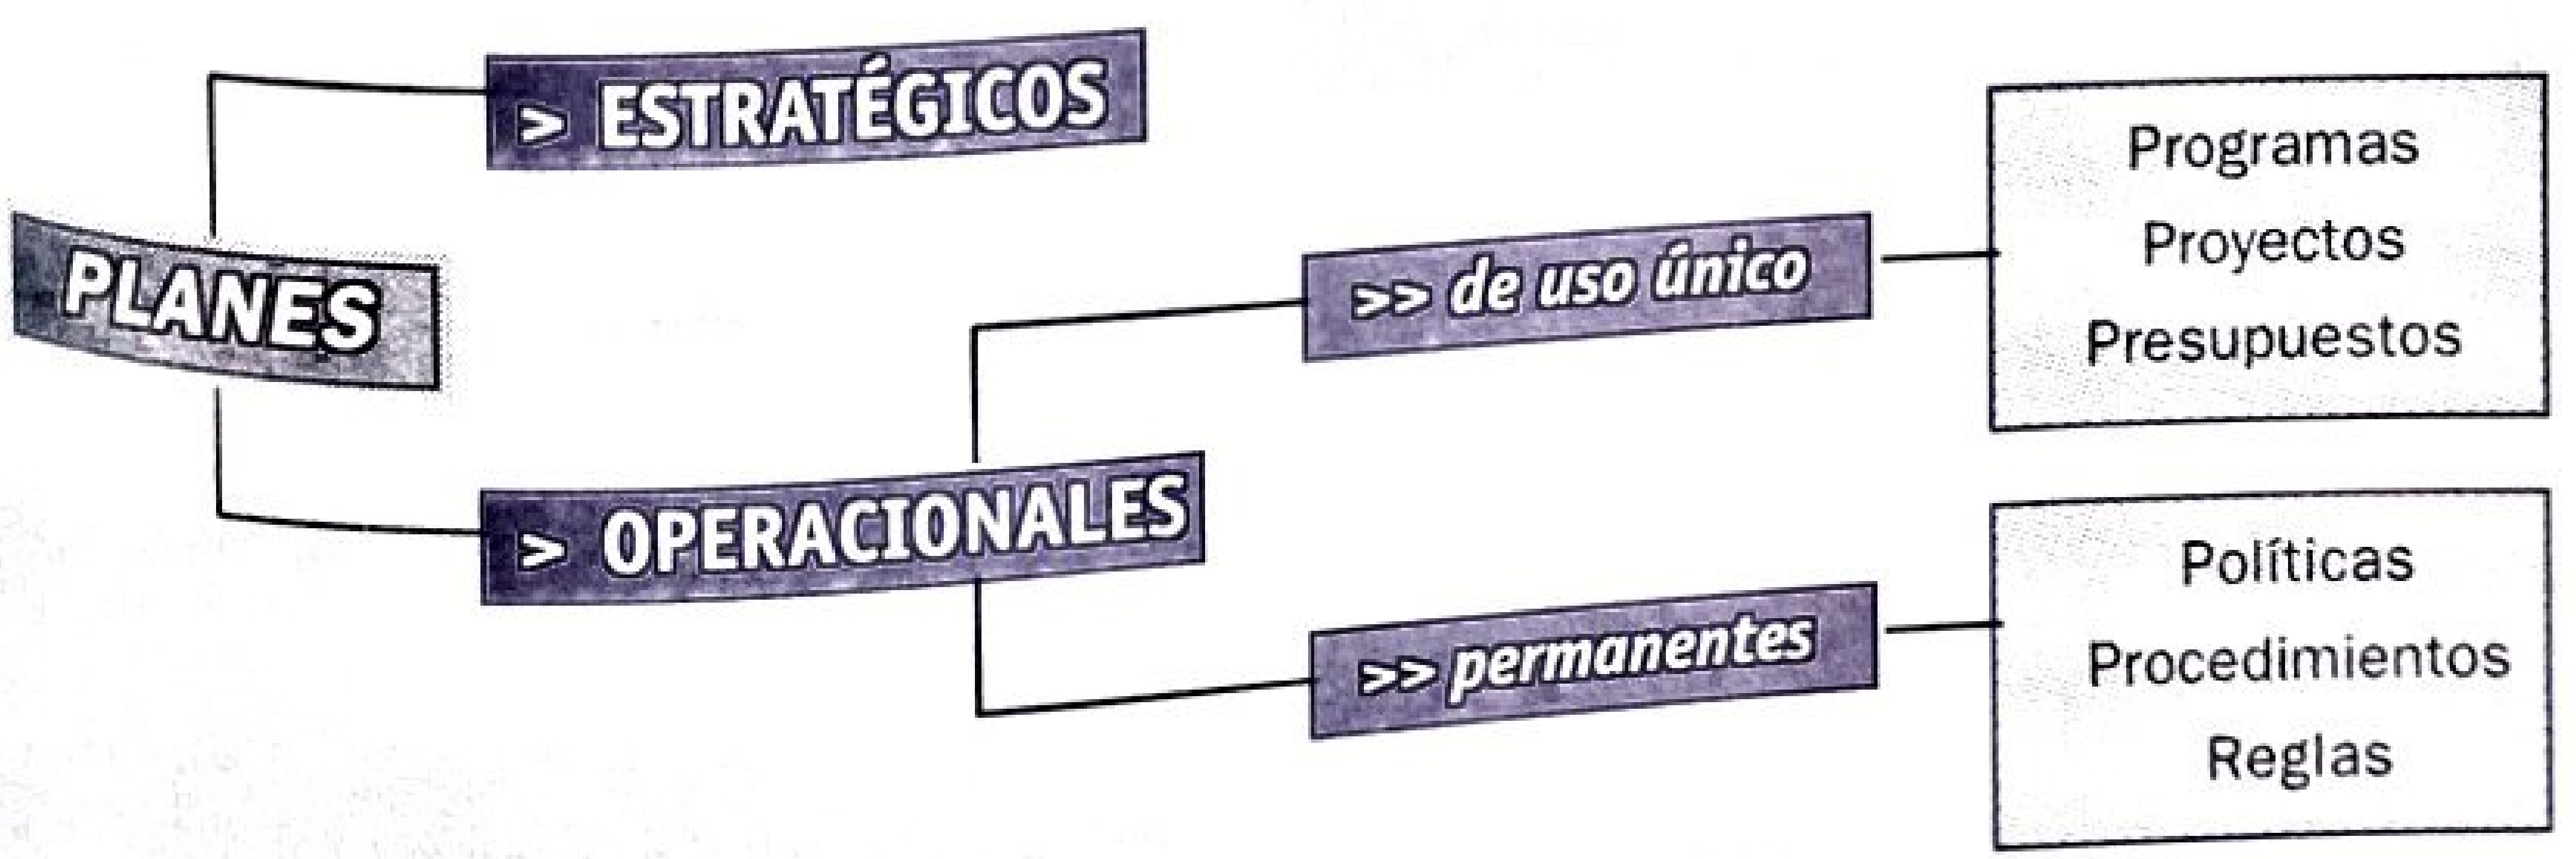 > ESTRATÉGICOS
PLANES
> OPERACIONALES
>> de uso único
>> permanentes
Programas
Proyectos
Presupuestos
Políticas
Procedimientos
Reglas